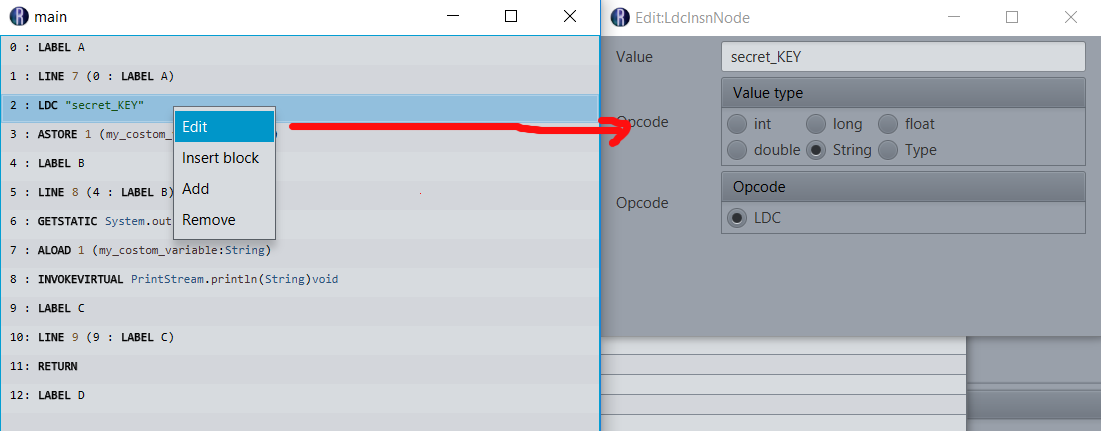 R main
0 : LABEL A
1 : LINE 7 (0 : LABEL A)
2 : LDC "secret_KEY"
3 : ASTORE 1 (my_costom_ )
4 : LABEL B
5 : LINE 8 (4 : LABEL B)
6 : GETSTATIC System.out
7 : ALOAD 1 (my_costom_variable:String)
8 : INVOKEVIRTUAL PrintStream.println(String)void
9 : LABEL C
10: LINE 9 (9 : LABEL C)
11: RETURN
12: LABEL D
Edit
Insert block
Add
Remove
R Edit:LdcInsnNode
Value secret_KEY
Opcode
Value type
int long float
double String Type
Opcode
Opcode
LDC